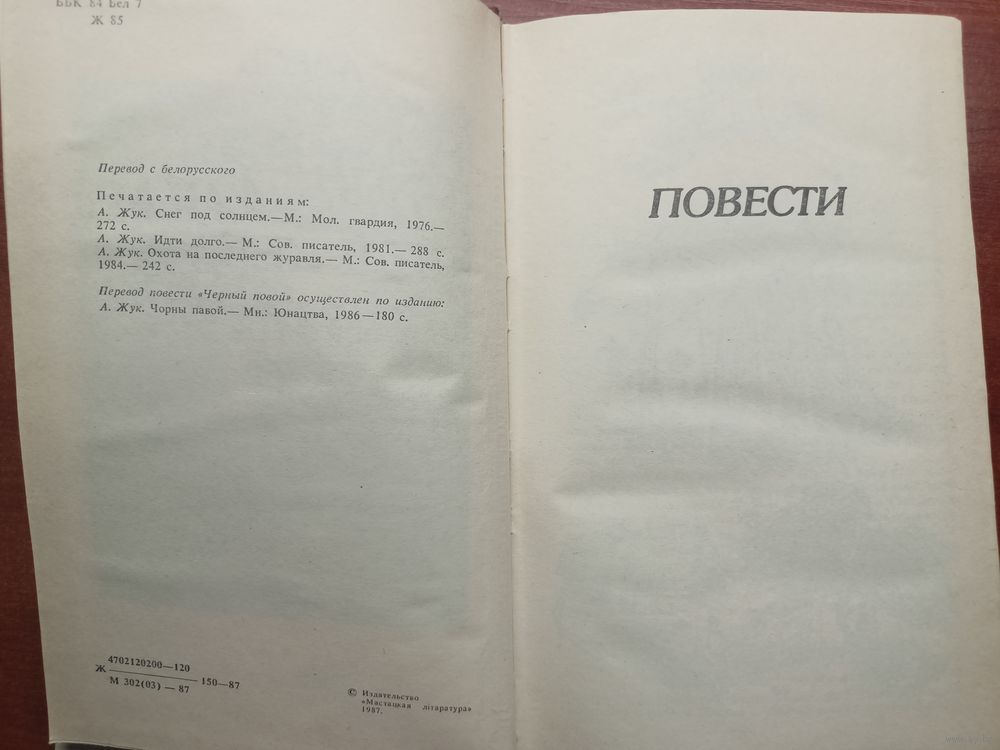 ББК 84 Бел 7
Ж 85
Перевод с белорусского
Печатается по изданиям:
А. Жук. Снег под солнцем.—М.: Мол. гвардия, 1976.—
272 с.
А. Жук. Идти долго.— М.: Сов. писатель, 1981.— 288 с.
А. Жук. Охота на последнего журавля.— М.: Сов. писатель,
1984.— 242 с.
Перевод повести «Черный повой» осуществлен по изданию:
А. Жук. Чорны павой.— Мн.: Юнацтва, 1986—180 с.
4702120200—120
Ж 150—87
М 302(03) — 87
© Издательство
«Мастацкая літаратура»
1987.
ПОВЕСТИ